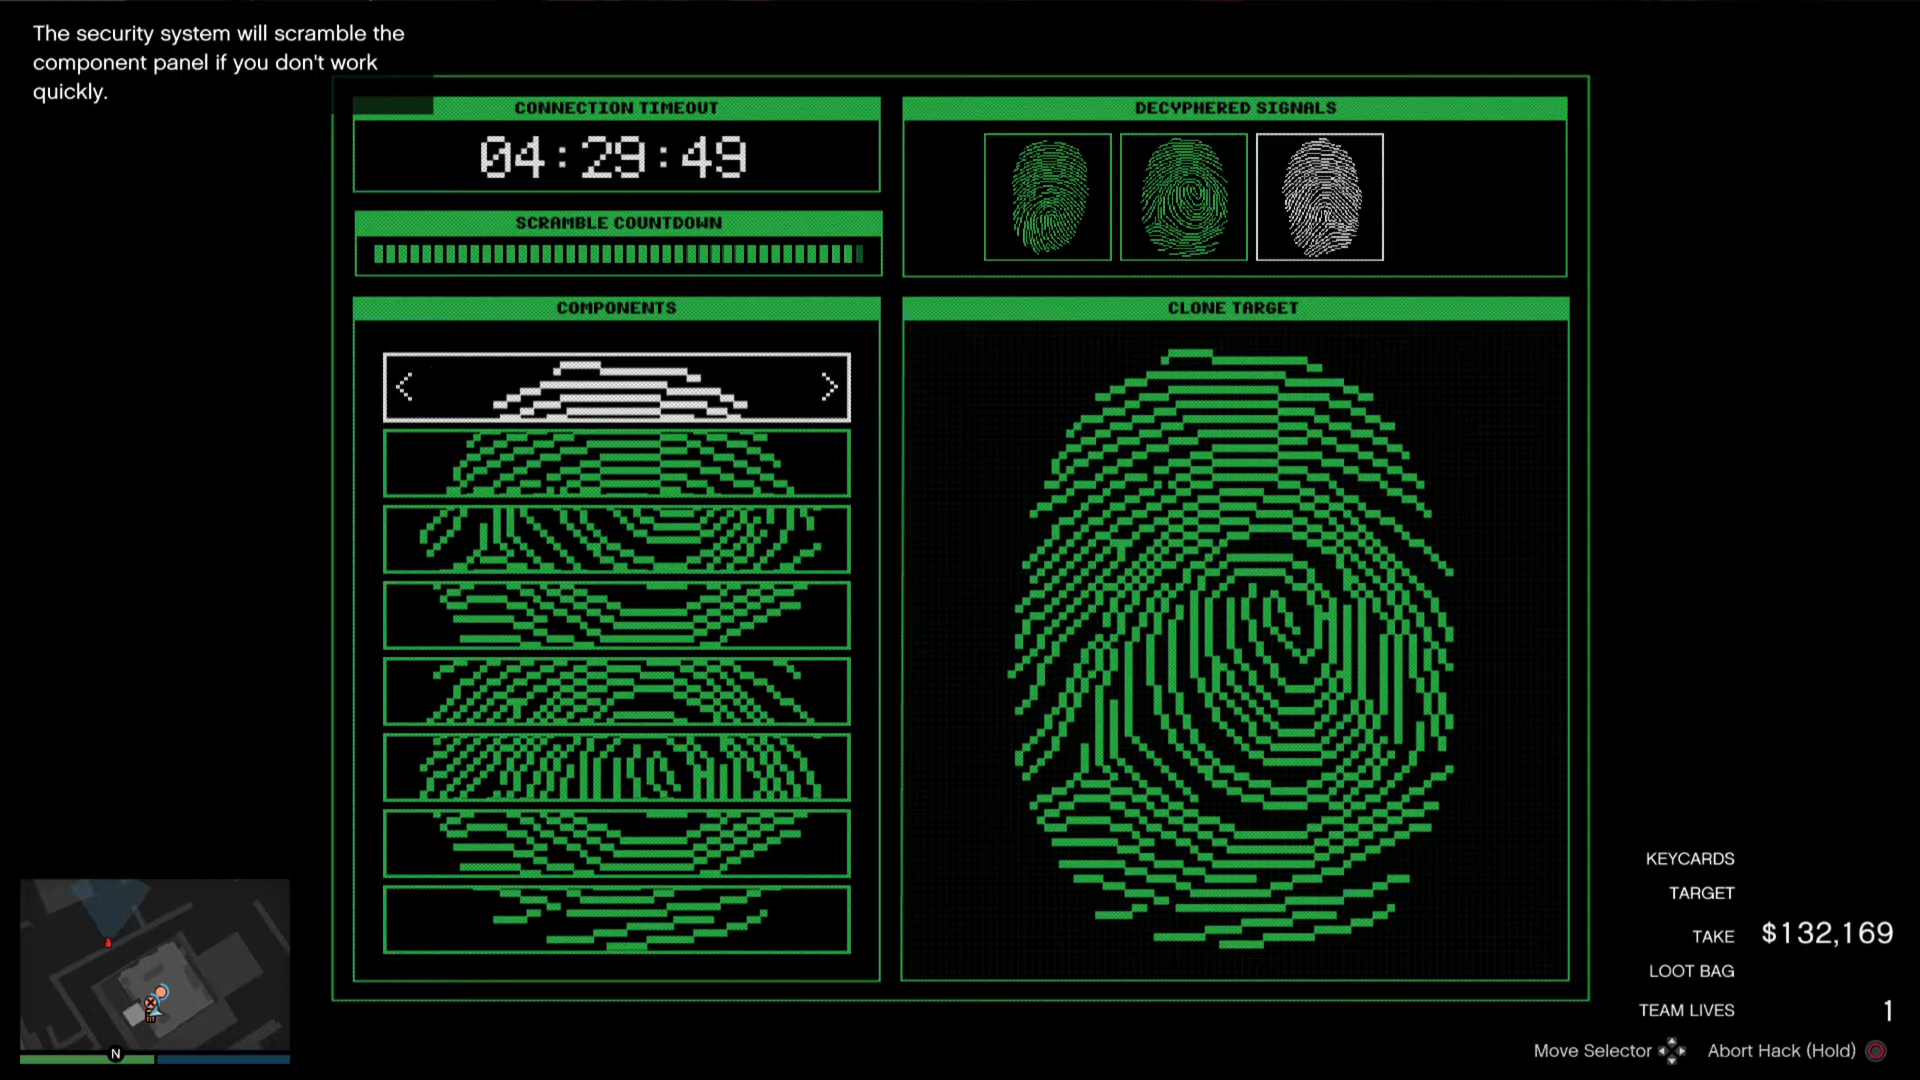 The security system will scramble the
component panel if you don't work
quickly.
CONNECTION TIMEOUT
04:29:49
SCRAMBLE COUNTDOWN
COMPONENTS
DECYPHERED SIGNALS
CLONE TARGET
KEYCARDS
TARGET
TAKE $132,169
LOOT BAG
TEAM LIVES 1
Move Selector Abort Hack (Hold)
N